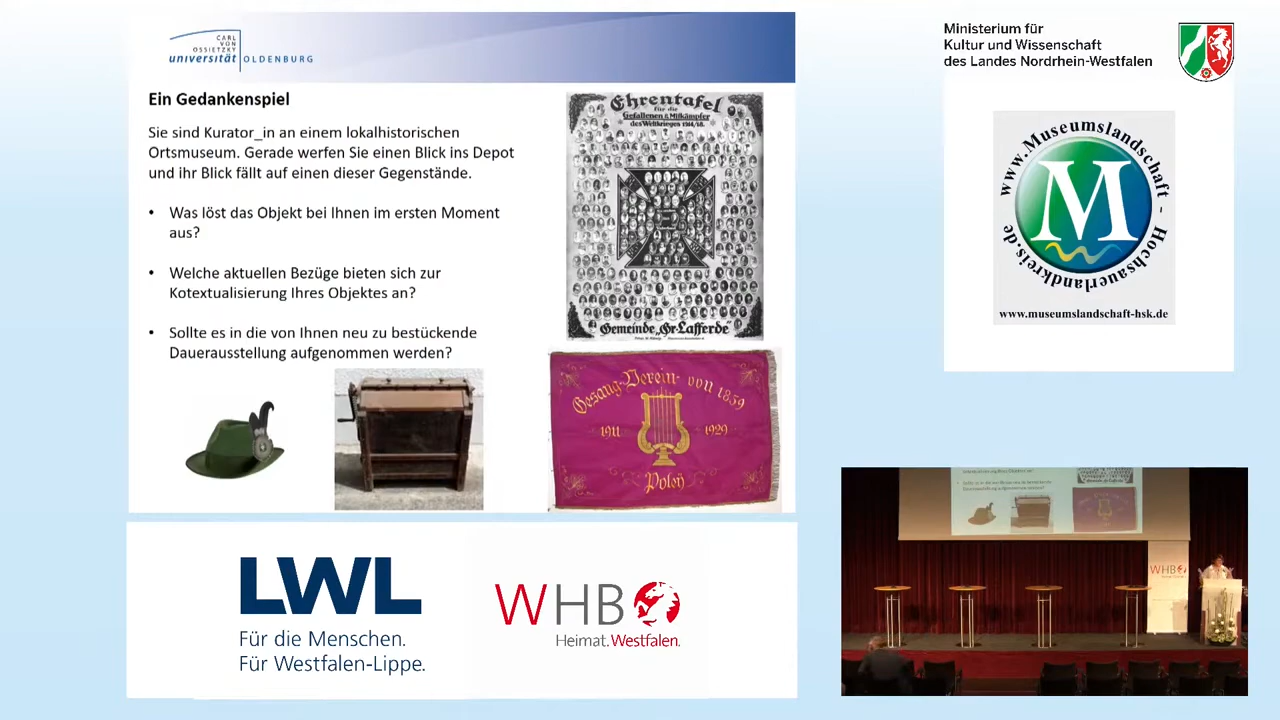 CARL
VON
OSSIETZKY
universität OLDENBURG
Ein Gedankenspiel
Sie sind Kurator_in an einem lokalhistorischen
Ortsmuseum. Gerade werfen Sie einen Blick ins Depot
und ihr Blick fällt auf einen dieser Gegenstände.
• Was löst das Objekt bei Ihnen im ersten Moment
aus?
• Welche aktuellen Bezüge bieten sich zur
Kotextualisierung Ihres Objektes an?
• Sollte es in die von Ihnen neu zu bestückende
Dauerausstellung aufgenommen werden?
Ehrentafel
für die
Gefallenen & Mitkämpfer
des Weltkrieges 1914/18.
Gemeinde „Gr. Lafferde"
Gesang-Verein von 1859
1911 1929
LWL
Für die Menschen.
Für Westfalen-Lippe.
WHB
Heimat.Westfalen.
Ministerium für
Kultur und Wissenschaft
des Landes Nordrhein-Westfalen
www.Museumslandschaft - Hochsauerlandkreis.de
M
www.museumslandschaft-hsk.de
WHB